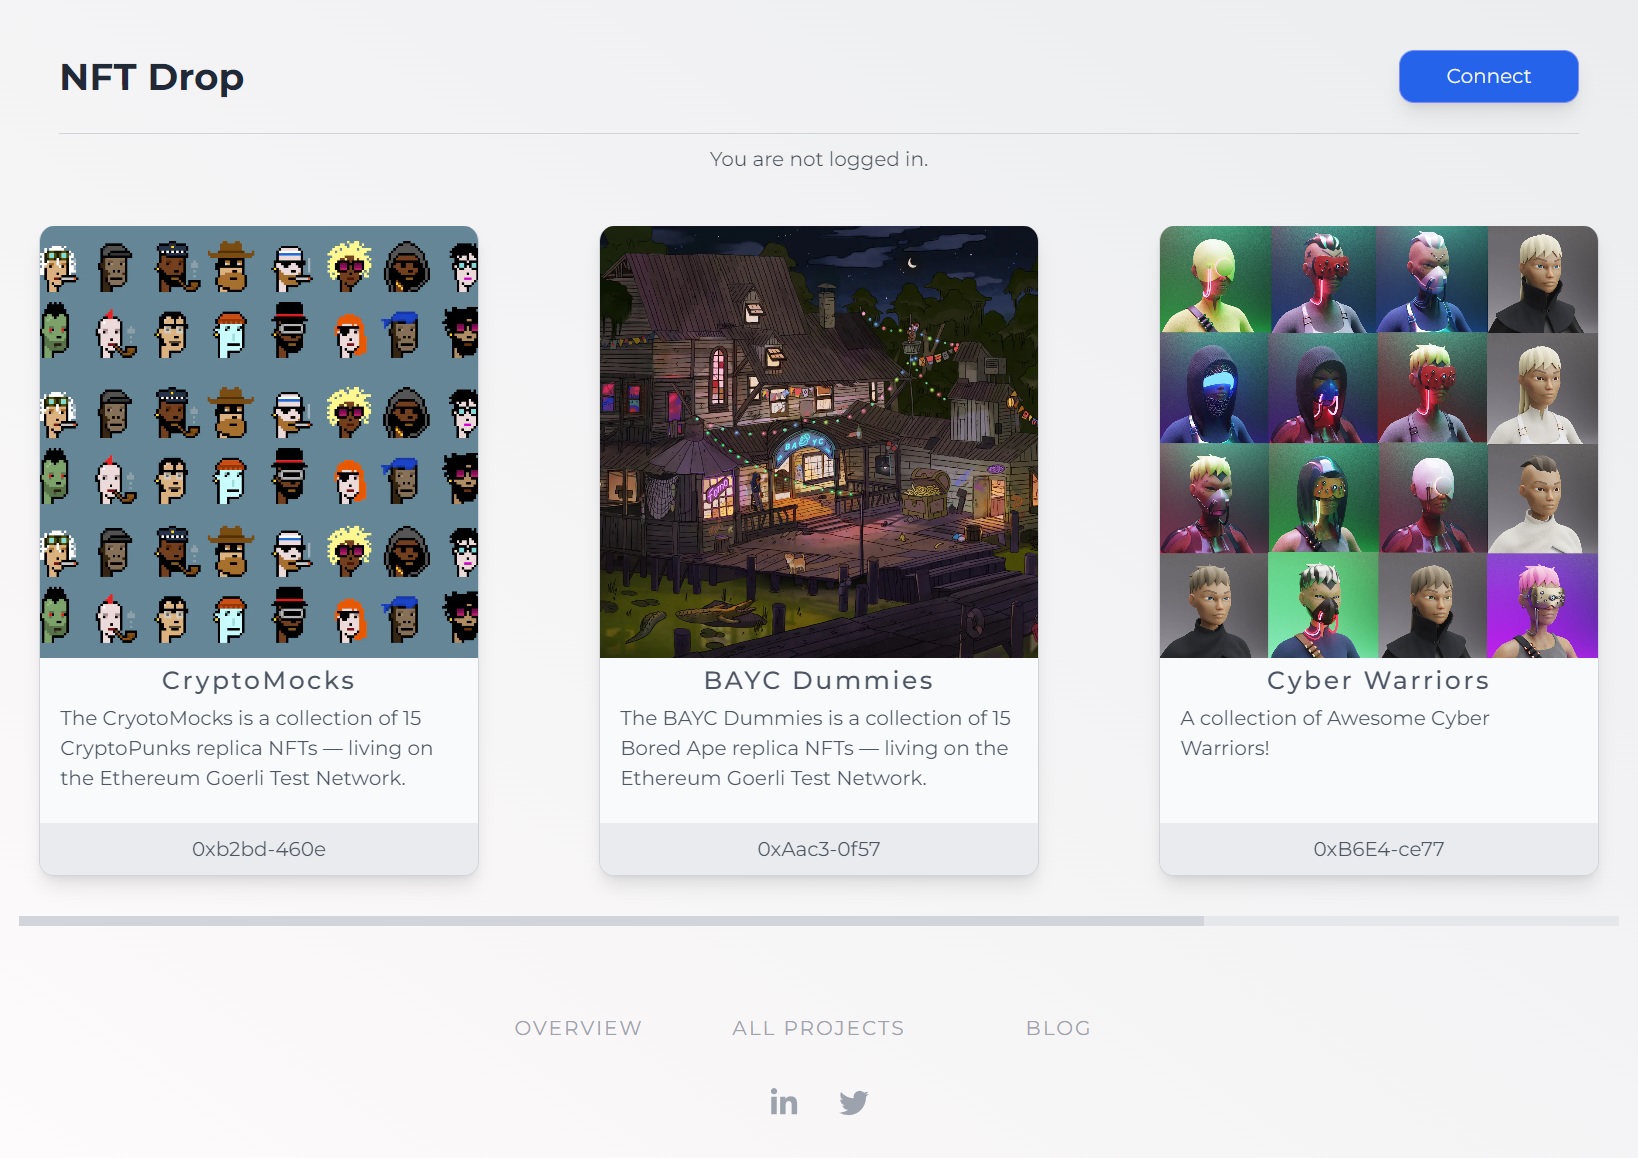 NFT Drop
Connect
You are not logged in.
BAYC
CryptoMocks
The CryotoMocks is a collection of 15
CryptoPunks replica NFTs — living on
the Ethereum Goerli Test Network.
0xb2bd-460e
BAYC Dummies
The BAYC Dummies is a collection of 15
Bored Ape replica NFTs — living on the
Ethereum Goerli Test Network.
0xAac3-0f57
Cyber Warriors
A collection of Awesome Cyber
Warriors!
0xB6E4-ce77
OVERVIEW
ALL PROJECTS
BLOG
in